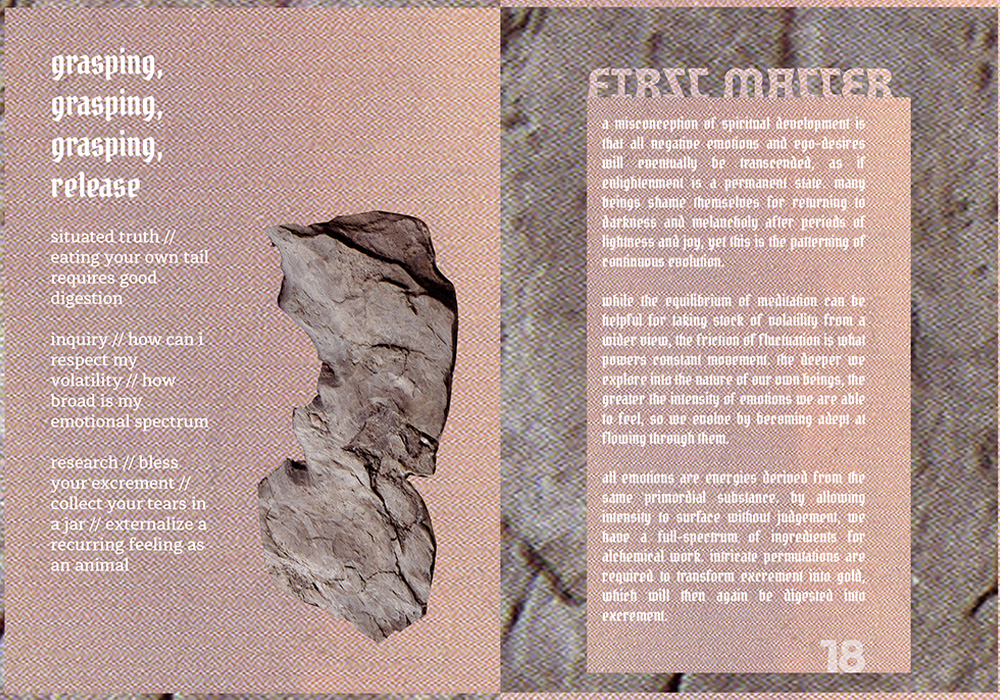 grasping,
grasping,
grasping,
release
situated truth //
eating your own tail
requires good
digestion
inquiry // how can i
respect my
volatility // how
broad is my
emotional spectrum
research // bless
your excrement //
collect your tears in
a jar // externalize a
recurring feeling as
an animal
FIRST MATTER
a misconception of spiritual development is
that all negative emotions and ego-desires
will eventually be transcended, as if
enlightenment is a permanent state. many
beings shame themselves for returning to
darkness and melancholy after periods of
lightness and joy, yet this is the patterning of
continuous evolution.
while the equilibrium of meditation can be
helpful for taking stock of volatility from a
wider view, the friction of fluctuation is what
powers constant movement. the deeper we
explore into the nature of our own beings, the
greater the intensity of emotions we are able
to feel, so we evolve by becoming adept at
flowing through them.
all emotions are energies derived from the
same primordial substance. by allowing
intensity to surface without judgement, we
have a full-spectrum of ingredients for
alchemical work. intricate permutations are
required to transform excrement into gold,
which will then again be digested into
excrement.
18